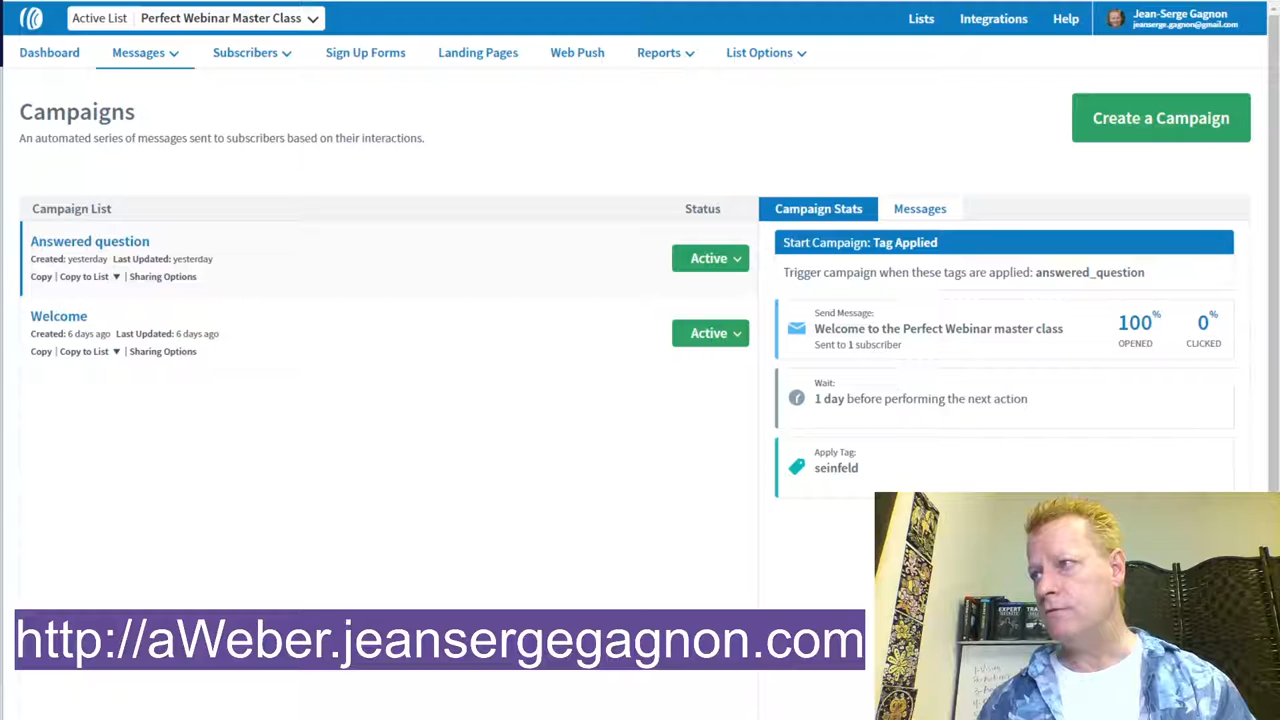 Active List Perfect Webinar Master Class
Lists Integrations Help
Jean-Serge Gagnon
jeanserge.gagnon@gmail.com
Dashboard Messages Subscribers Sign Up Forms Landing Pages Web Push Reports List Options
Campaigns
An automated series of messages sent to subscribers based on their interactions.
Create a Campaign
Campaign List Status
Answered question
Created: yesterday Last Updated: yesterday
Copy | Copy to List ▼ | Sharing Options
Active
Welcome
Created: 6 days ago Last Updated: 6 days ago
Copy | Copy to List ▼ | Sharing Options
Active
Campaign Stats Messages
Start Campaign: Tag Applied
Trigger campaign when these tags are applied: answered_question
Send Message:
Welcome to the Perfect Webinar master class
Sent to 1 subscriber
100% 0%
OPENED CLICKED
Wait:
1 day before performing the next action
Apply Tag:
seinfeld
http://aWeber.jeansergegagnon.com
EXPERT
SECRETS